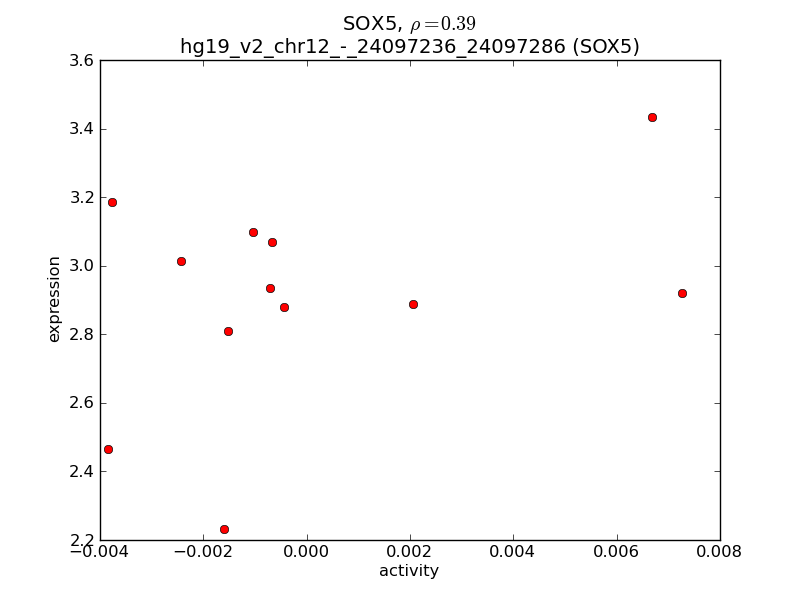 SOX5, ρ=0.39
hg19_v2_chr12_-_24097236_24097286 (SOX5)
3.6
3.4
3.2
3.0
2.8
2.6
2.4
2.2
expression
−0.004 −0.002 0.000 0.002 0.004 0.006 0.008
activity